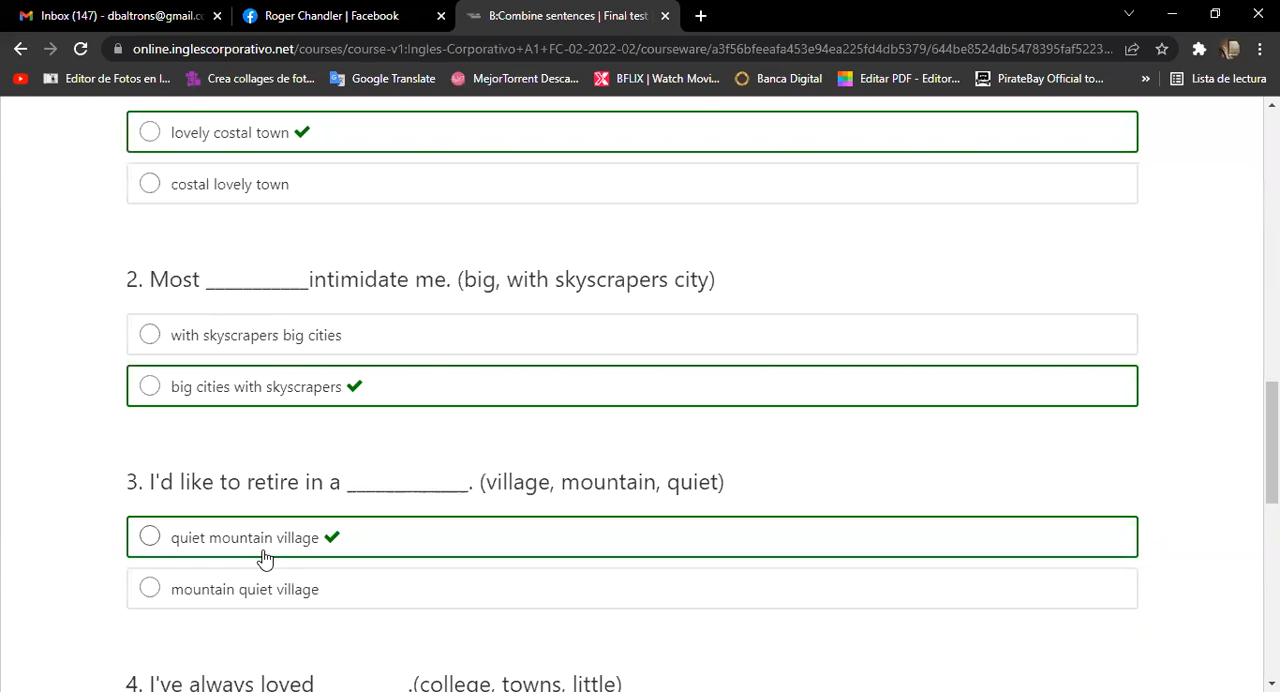 Inbox (147) - dbaltrons@gmail.cc
Roger Chandler | Facebook
B:Combine sentences | Final test
online.inglescorporativo.net/courses/course-v1:Ingles-Corporativo+A1+FC-02-2022-02/courseware/a3f56bfeeafa453e94ea225fd4db5379/644be8524db5478395faf5223...
Editor de Fotos en l...
Crea collages de fot...
Google Translate
MejorTorrent Desca...
BFLIX | Watch Movi...
Banca Digital
Editar PDF - Editor...
PirateBay Official to...
»
Lista de lectura
lovely costal town
costal lovely town
2. Most ___________intimidate me. (big, with skyscrapers city)
with skyscrapers big cities
big cities with skyscrapers
3. I'd like to retire in a _____________. (village, mountain, quiet)
quiet mountain village
mountain quiet village
4. I've always loved __________.(college, towns, little)